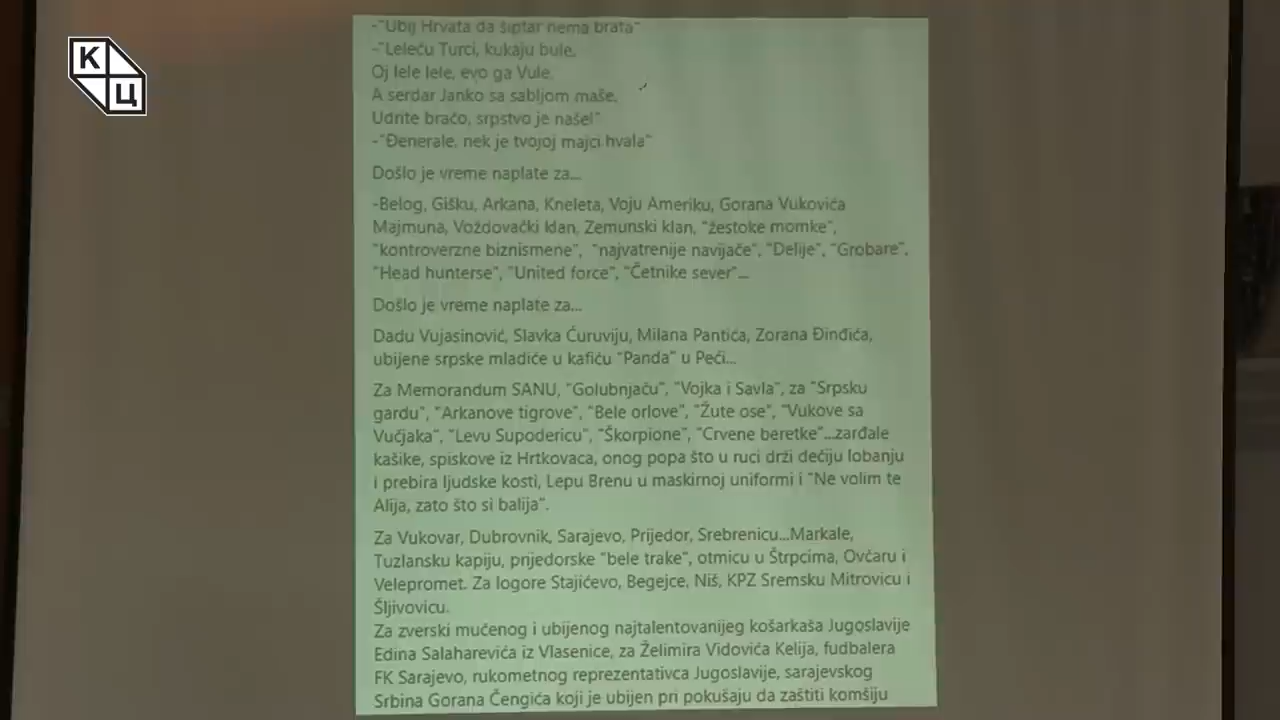 К
Ц
-"Ubij Hrvata da šiptar nema brata"
-"Leleču Turci, kukaju bule,
Oj lele lele, evo ga Vule.
A serdar Janko sa sabljom maše,
Udrite braćo, srpstvo je naše!"
-"Đenerale, nek je tvojoj majci hvala"
Došlo je vreme naplate za...
-Belog, Gišku, Arkana, Kneleta, Voju Ameriku, Gorana Vukovića
Majmuna, Voždovački klan, Zemunski klan, "žestoke momke",
"kontroverzne biznismene", "najvatrenije navijače", "Delije", "Grobare",
"Head hunterse", "United force", "Četnike sever"...
Došlo je vreme naplate za...
Dadu Vujasinović, Slavka Ćuruviju, Milana Pantića, Zorana Đinđića,
ubijene srpske mladiće u kafiću "Panda" u Peći...
Za Memorandum SANU, "Golubnjaču", "Vojka i Savla", za "Srpsku
gardu", "Arkanove tigrove", "Bele orlove", "Žute ose", "Vukove sa
Vučjaka", "Levu Supodericu", "Škorpione", "Crvene beretke"...zarđale
kašike, spiskove iz Hrtkovaca, onog popa što u ruci drži dečiju lobanju
i prebira ljudske kosti, Lepu Brenu u maskirnoj uniformi i "Ne volim te
Alija, zato što si balija".
Za Vukovar, Dubrovnik, Sarajevo, Prijedor, Srebrenicu...Markale,
Tuzlansku kapiju, prijedorske "bele trake", otmicu u Štrpcima, Ovčaru i
Velepromet. Za logore Stajićevo, Begejce, Niš, KPZ Sremsku Mitrovicu i
Šljivovicu.
Za zverski mučenog i ubijenog najtalentovanijeg košarkaša Jugoslavije
Edina Salaharevića iz Vlasenice, za Želimira Vidovića Kelija, fudbalera
FK Sarajevo, rukometnog reprezentativca Jugoslavije, sarajevskog
Srbina Gorana Čengića koji je ubijen pri pokušaju da zaštiti komšiju